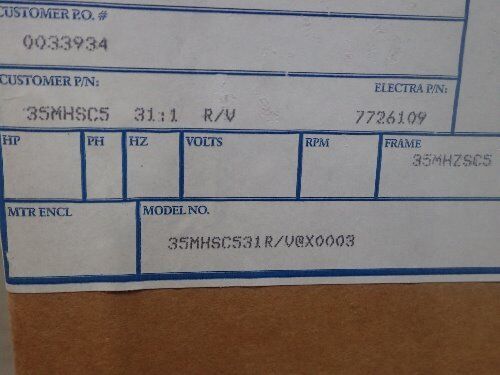 CUSTOMER P.O. #
0033934
CUSTOMER P/N:
ELECTRA P/N:
35MHSC5 31:1 R/V
7726109
HP
PH
HZ
VOLTS
RPM
FRAME
35MHZSC5
MTR ENCL
MODEL NO.
35MHSC531R/V@X0003